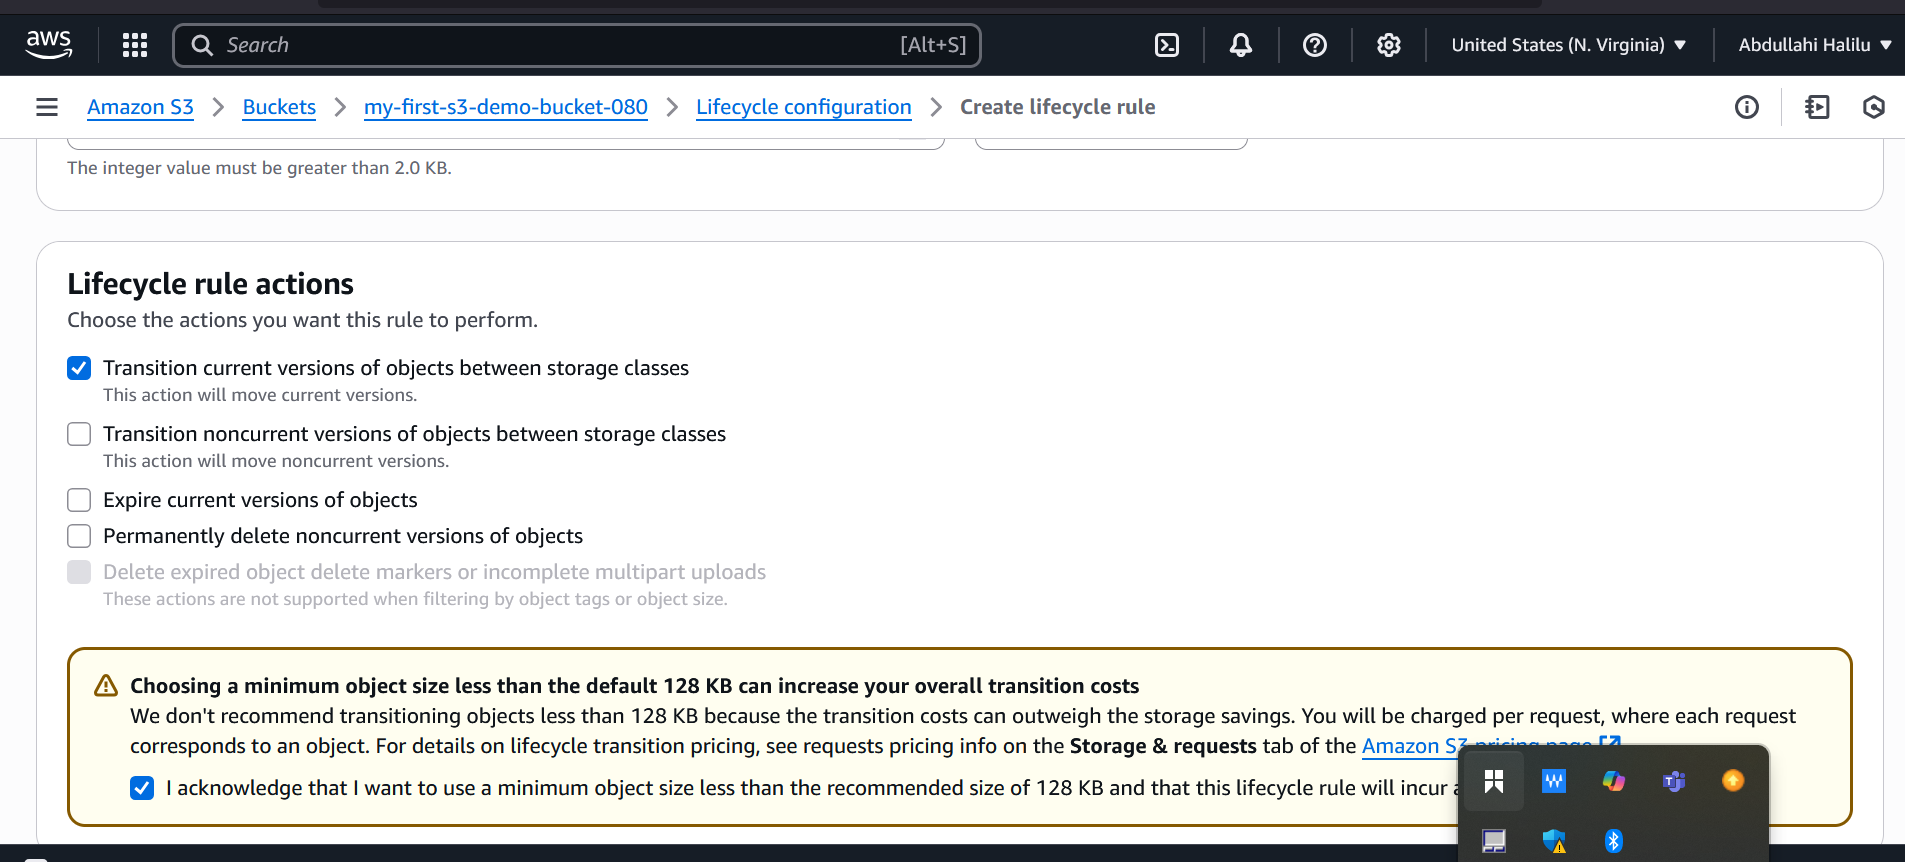 aws
Search
[Alt+S]
United States (N. Virginia)
Abdullahi Halilu
Amazon S3
Buckets
my-first-s3-demo-bucket-080
Lifecycle configuration
Create lifecycle rule
The integer value must be greater than 2.0 KB.
Lifecycle rule actions
Choose the actions you want this rule to perform.
Transition current versions of objects between storage classes
This action will move current versions.
Transition noncurrent versions of objects between storage classes
This action will move noncurrent versions.
Expire current versions of objects
Permanently delete noncurrent versions of objects
Delete expired object delete markers or incomplete multipart uploads
These actions are not supported when filtering by object tags or object size.
Choosing a minimum object size less than the default 128 KB can increase your overall transition costs
We don't recommend transitioning objects less than 128 KB because the transition costs can outweigh the storage savings. You will be charged per request, where each request
corresponds to an object. For details on lifecycle transition pricing, see requests pricing info on the Storage & requests tab of the Amazon S3 pricing page
I acknowledge that I want to use a minimum object size less than the recommended size of 128 KB and that this lifecycle rule will incur